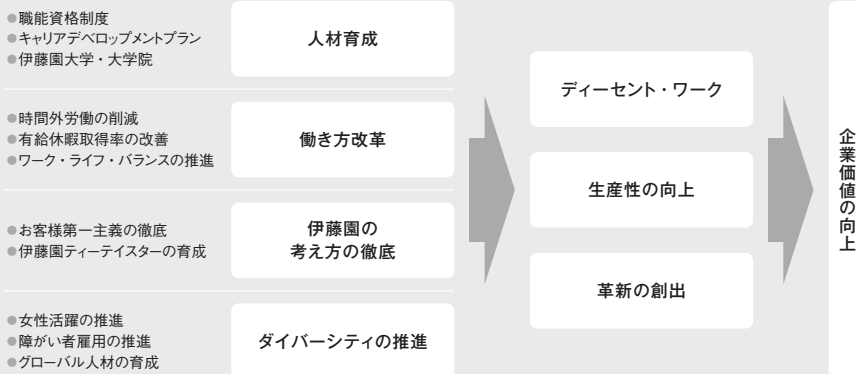 ●職能資格制度
●キャリアデベロップメントプラン
●伊藤園大学・大学院
人材育成
●時間外労働の削減
●有給休暇取得率の改善
●ワーク・ライフ・バランスの推進
働き方改革
●お客様第一主義の徹底
●伊藤園ティーテイスターの育成
伊藤園の
考え方の徹底
●女性活躍の推進
●障がい者雇用の推進
●グローバル人材の育成
ダイバーシティの推進
ディーセント・ワーク
生産性の向上
革新の創出
企業価値の向上